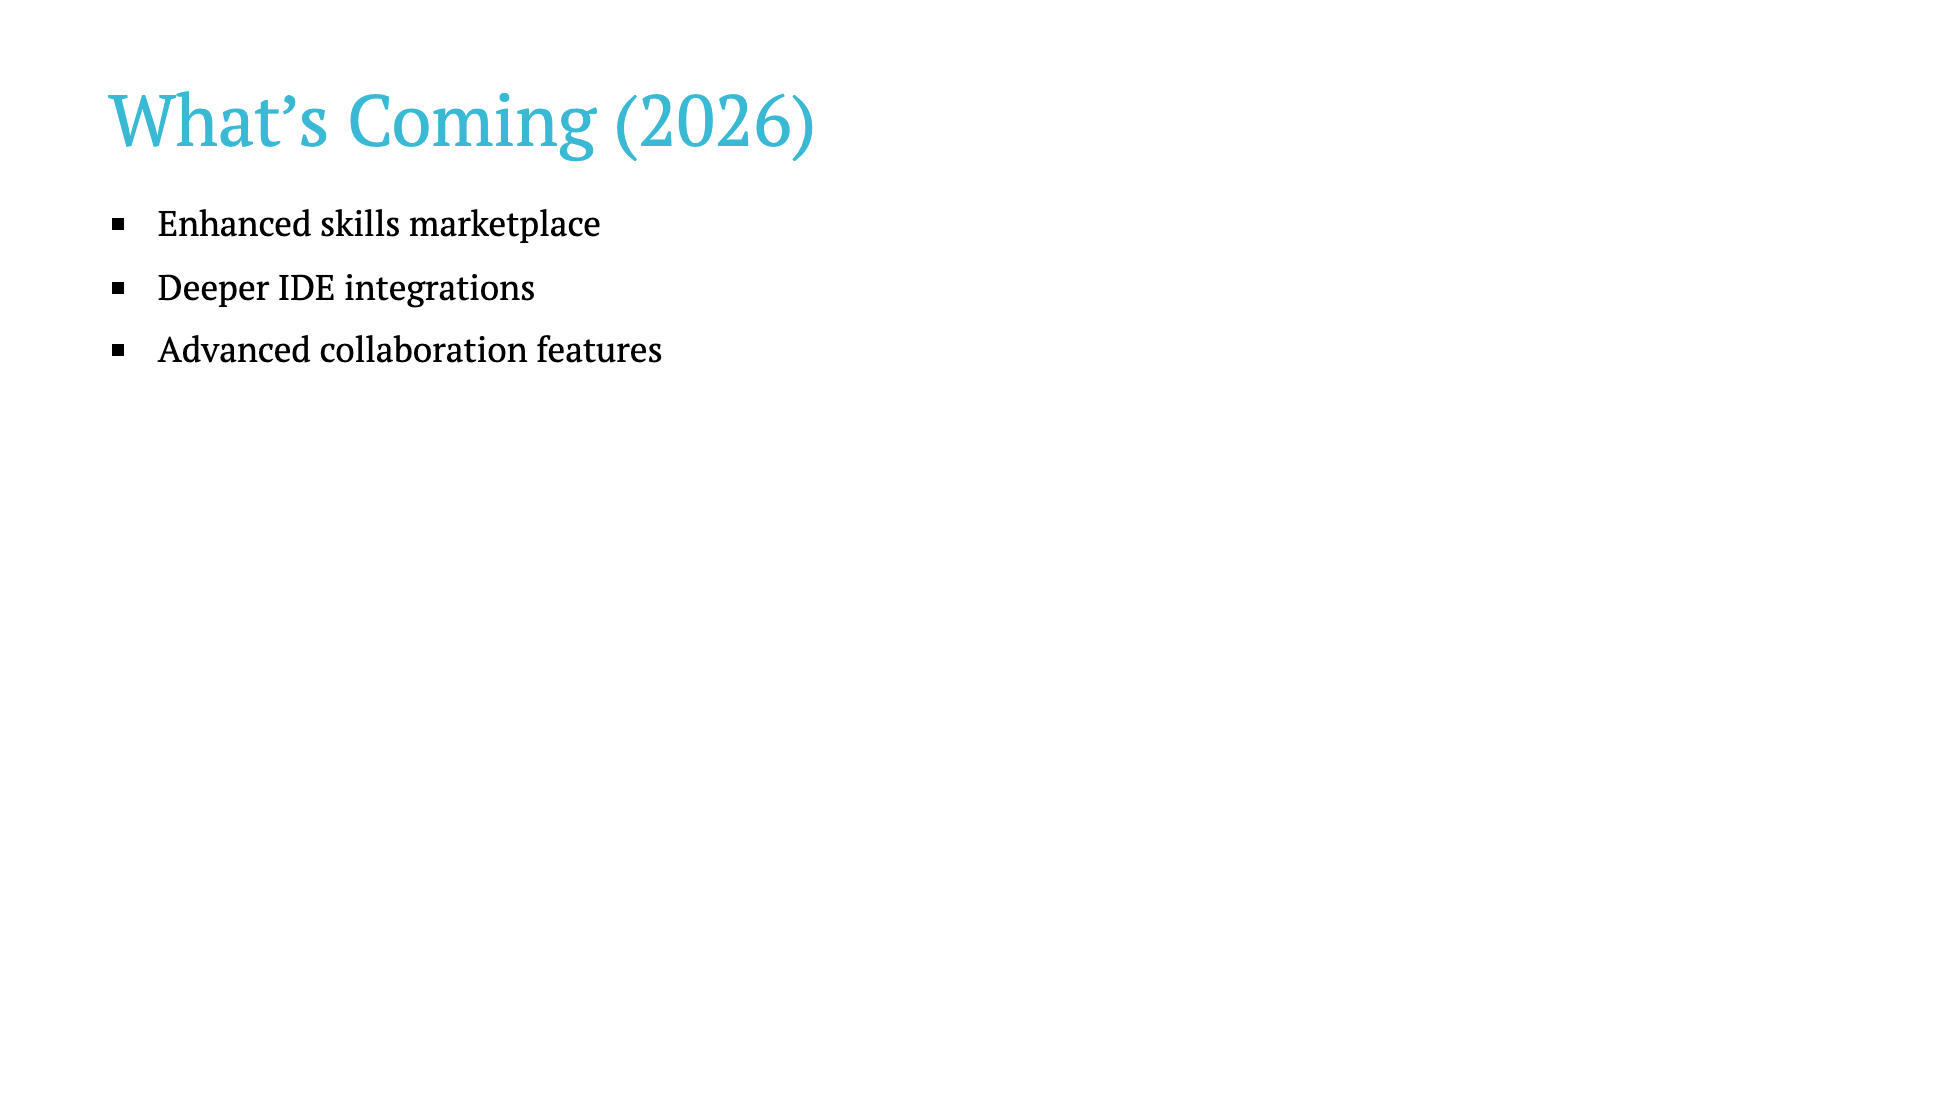 What’s Coming (2026)
▪ Enhanced skills marketplace
▪ Deeper IDE integrations
▪ Advanced collaboration features